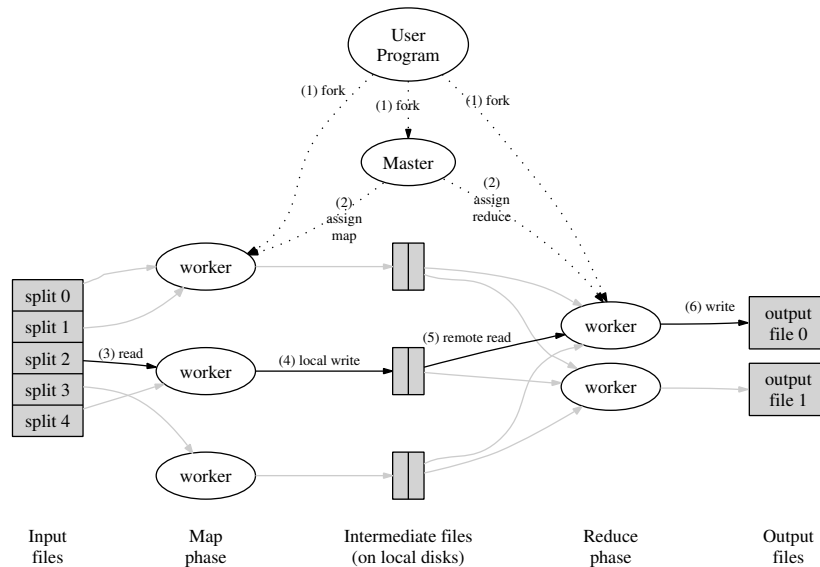 User
Program
(1) fork
(1) fork
(1) fork
Master
(2)
assign
map
(2)
assign
reduce
worker
split 0
split 1
split 2
split 3
split 4
(3) read
worker
(4) local write
worker
(5) remote read
worker
worker
(6) write
output
file 0
output
file 1
Input
files
Map
phase
Intermediate files
(on local disks)
Reduce
phase
Output
files